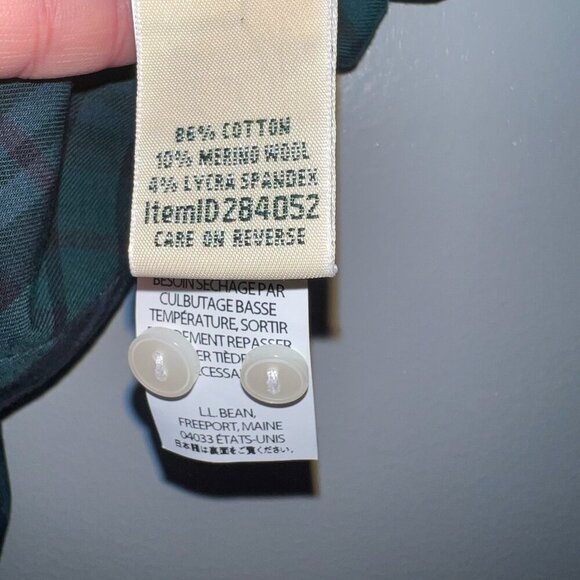 86% COTTON
10% MERINO WOOL
4% LYCRA SPANDEX
ItemID 284052
CARE ON REVERSE
BESOIN SECHAGE PAR
CULBUTAGE BASSE
TEMPÉRATURE, SORTIR
REPASSER
TIÈDE
L.L.BEAN,
FREEPORT, MAINE
04033 ÉTATS-UNIS
日本語は裏面をご覧ください。